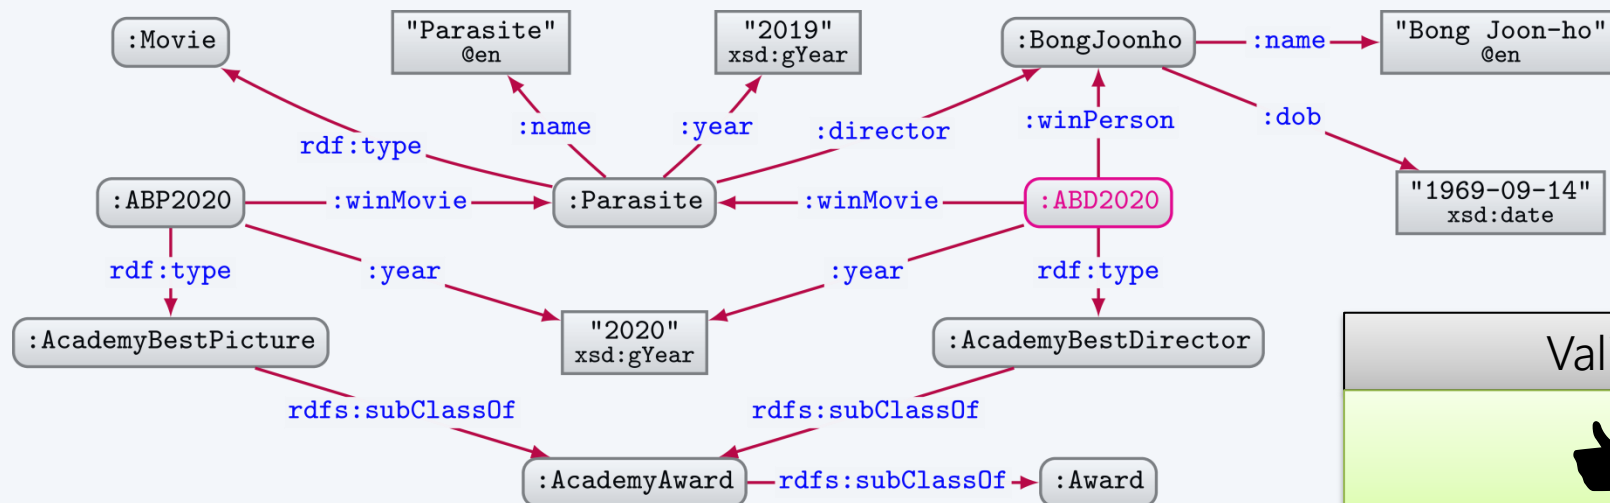 :Movie
"Parasite"
@en
"2019"
xsd:gYear
:BongJoonho
:name
"Bong Joon-ho"
@en
rdf:type
:name
:year
:director
:winPerson
:dob
:ABP2020
:winMovie
:Parasite
:winMovie
:ABD2020
"1969-09-14"
xsd:date
rdf:type
:year
:year
rdf:type
:AcademyBestPicture
"2020"
xsd:gYear
:AcademyBestDirector
rdfs:subClassOf
rdfs:subClassOf
:AcademyAward
rdfs:subClassOf
:Award